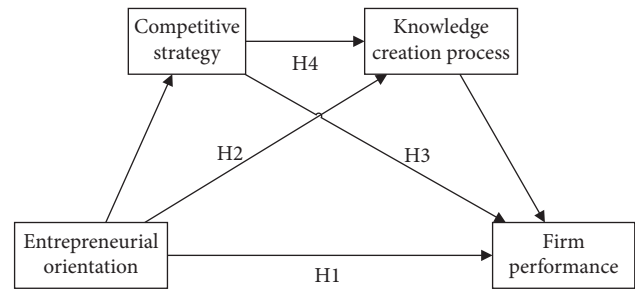 Competitive
strategy
Knowledge
creation process
H4
H2
H3
Entrepreneurial
orientation
H1
Firm
performance